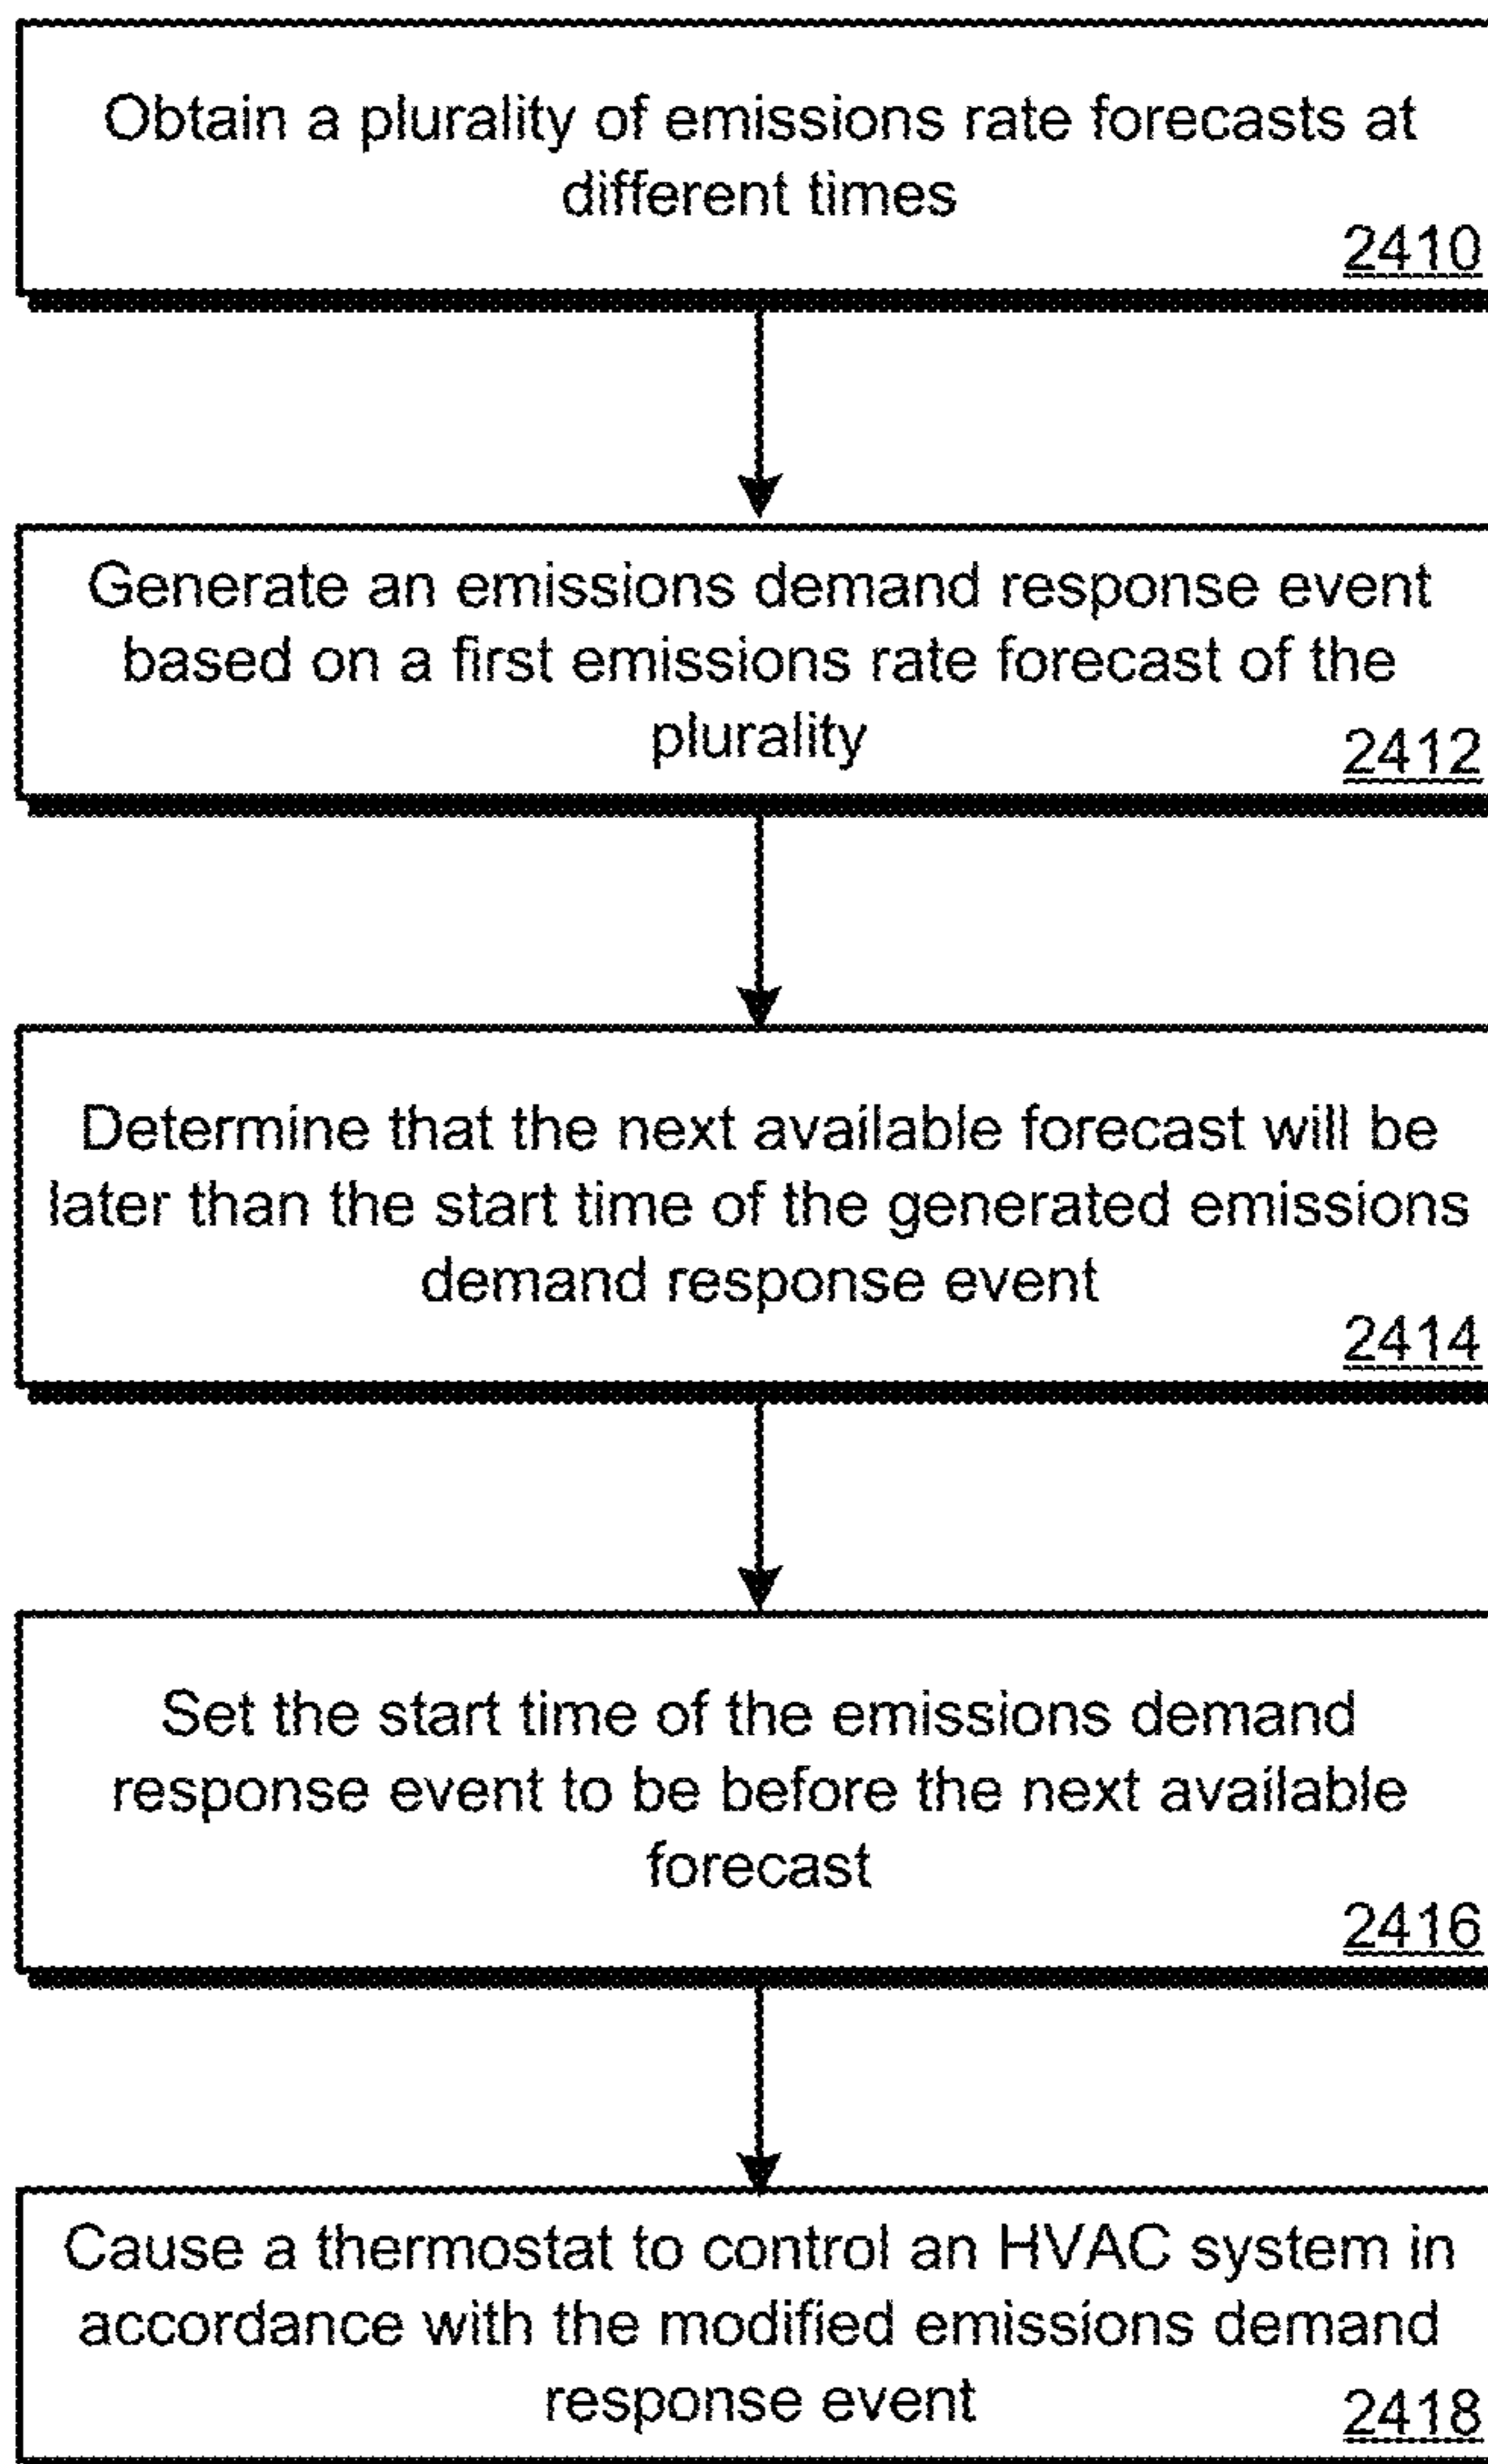 Obtain a plurality of emissions rate forecasts at
different times
2410
Generate an emissions demand response event
based on a first emissions rate forecast of the
plurality
2412
Determine that the next available forecast will be
later than the start time of the generated emissions
demand response event
2414
Set the start time of the emissions demand
response event to be before the next available
forecast
2416
Cause a thermostat to control an HVAC system in
accordance with the modified emissions demand
response event
2418